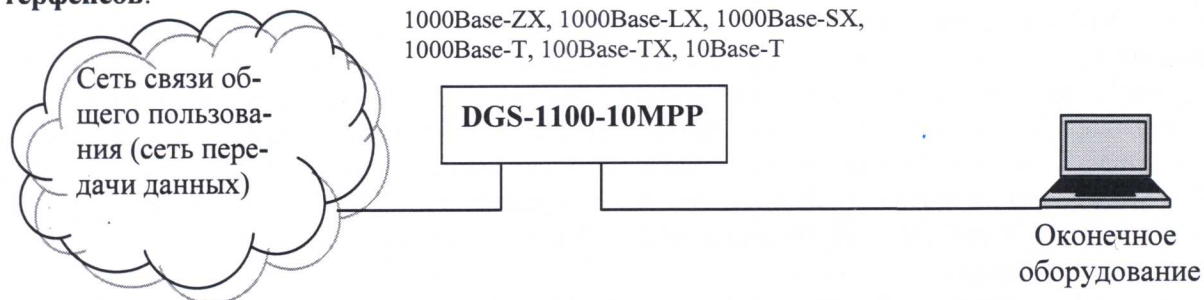 терфейсов:
1000Base-ZX, 1000Base-LX, 1000Base-SX,
1000Base-T, 100Base-TX, 10Base-T
Сеть связи об-
щего пользова-
ния (сеть пере-
дачи данных)
DGS-1100-10MPP
Оконечное
оборудование